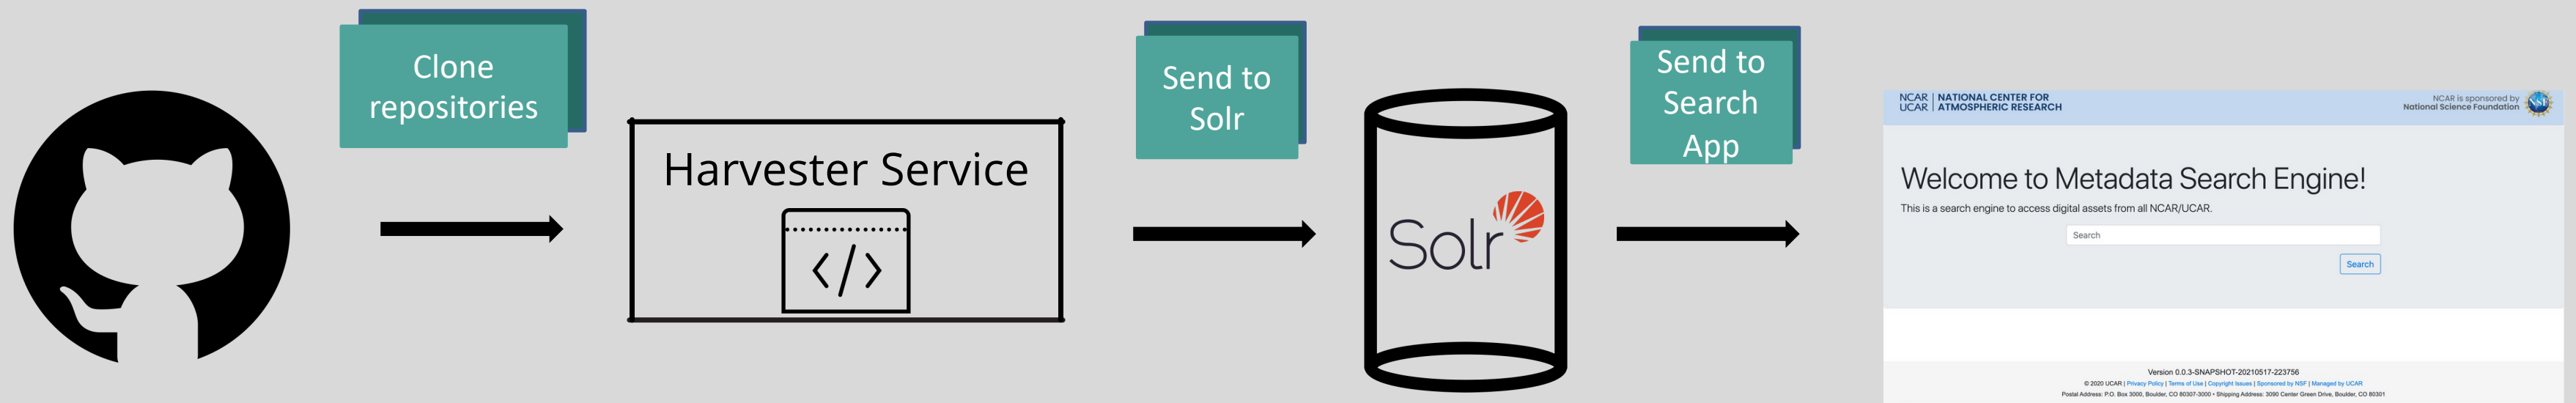 Clone
repositories
Harvester Service
</>
Send to
Solr
Solr
Send to
Search
App
NCAR | NATIONAL CENTER FOR
UCAR | ATMOSPHERIC RESEARCH
NCAR is sponsored by
National Science Foundation
NSF
Welcome to Metadata Search Engine!
This is a search engine to access digital assets from all NCAR/UCAR.
Search
Search
Version 0.0.3-SNAPSHOT-20210517-223756
© 2020 UCAR | Privacy Policy | Terms of Use | Copyright Issues | Sponsored by NSF | Managed by UCAR
Postal Address: P.O. Box 3000, Boulder, CO 80307-3000 • Shipping Address: 3090 Center Green Drive, Boulder, CO 80301